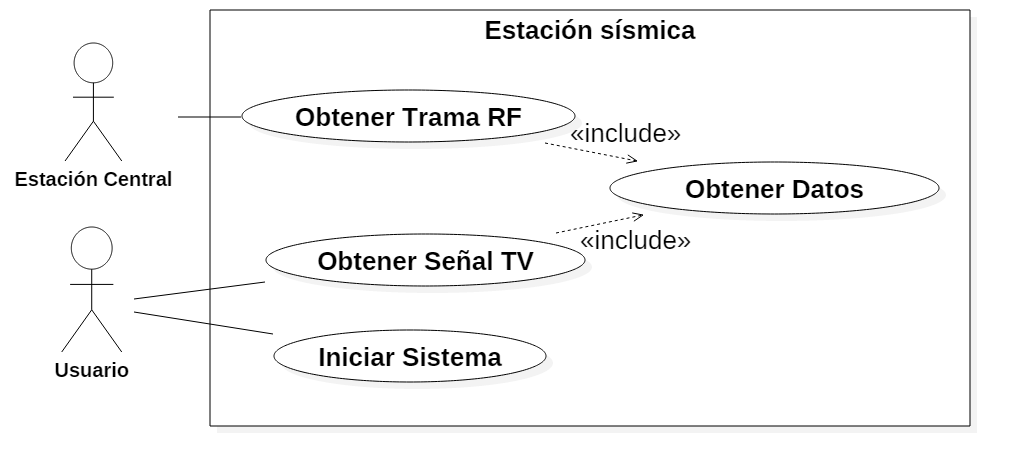 Estación sísmica
Obtener Trama RF
«include»
Estación Central
Obtener Datos
«include»
Obtener Señal TV
Iniciar Sistema
Usuario